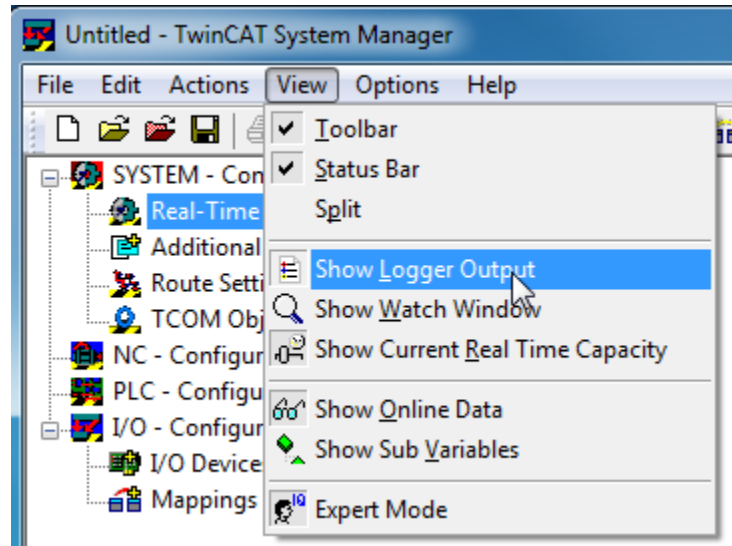 Untitled - TwinCAT System Manager
File Edit Actions View Options Help
Toolbar
Status Bar
Split
Show Logger Output
Show Watch Window
Show Current Real Time Capacity
Show Online Data
Show Sub Variables
IQ Expert Mode
SYSTEM - Con
Real-Time
Additional
Route Setti
TCOM Obj
NC - Configur
PLC - Configu
I/O - Configur
I/O Device
Mappings